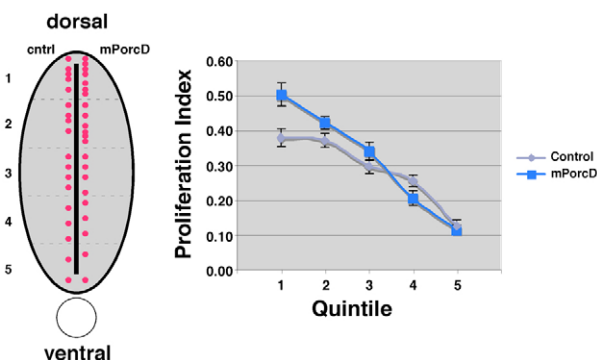 dorsal
cntrl mPorcD
1
2
3
4
5
ventral
Proliferation Index
0.60
0.50
0.40
0.30
0.20
0.10
0.00
1 2 3 4 5
Quintile
Control
mPorcD